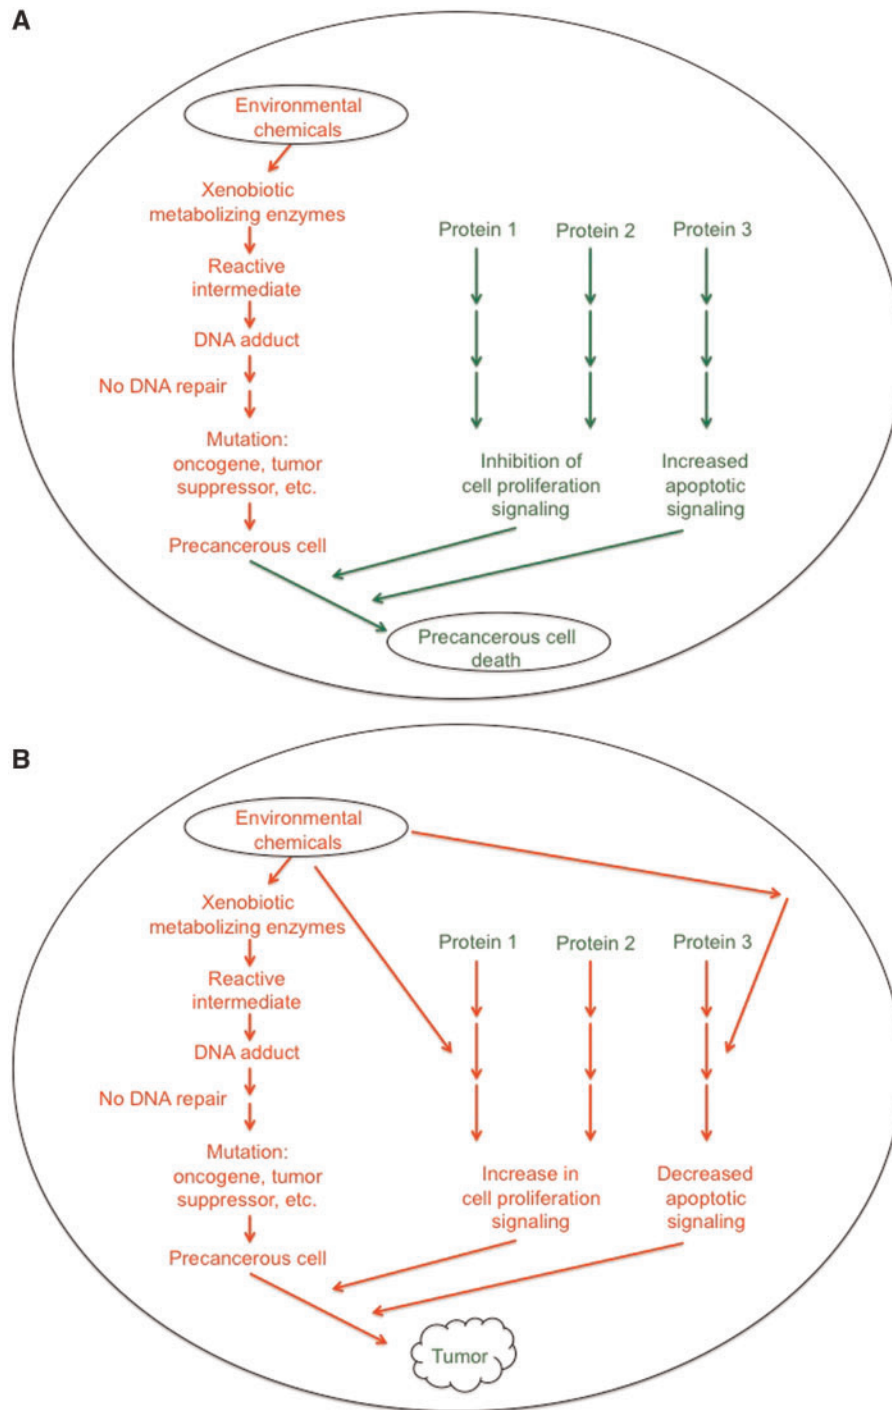 A
Environmental
chemicals
Xenobiotic
metabolizing enzymes
Reactive
intermediate
DNA adduct
No DNA repair
Mutation:
oncogene, tumor
suppressor, etc.
Precancerous cell
Protein 1
Protein 2
Protein 3
Inhibition of
cell proliferation
signaling
Increased
apoptotic
signaling
Precancerous cell
death
B
Environmental
chemicals
Xenobiotic
metabolizing enzymes
Reactive
intermediate
DNA adduct
No DNA repair
Mutation:
oncogene, tumor
suppressor, etc.
Precancerous cell
Protein 1
Protein 2
Protein 3
Increase in
cell proliferation
signaling
Decreased
apoptotic
signaling
Tumor